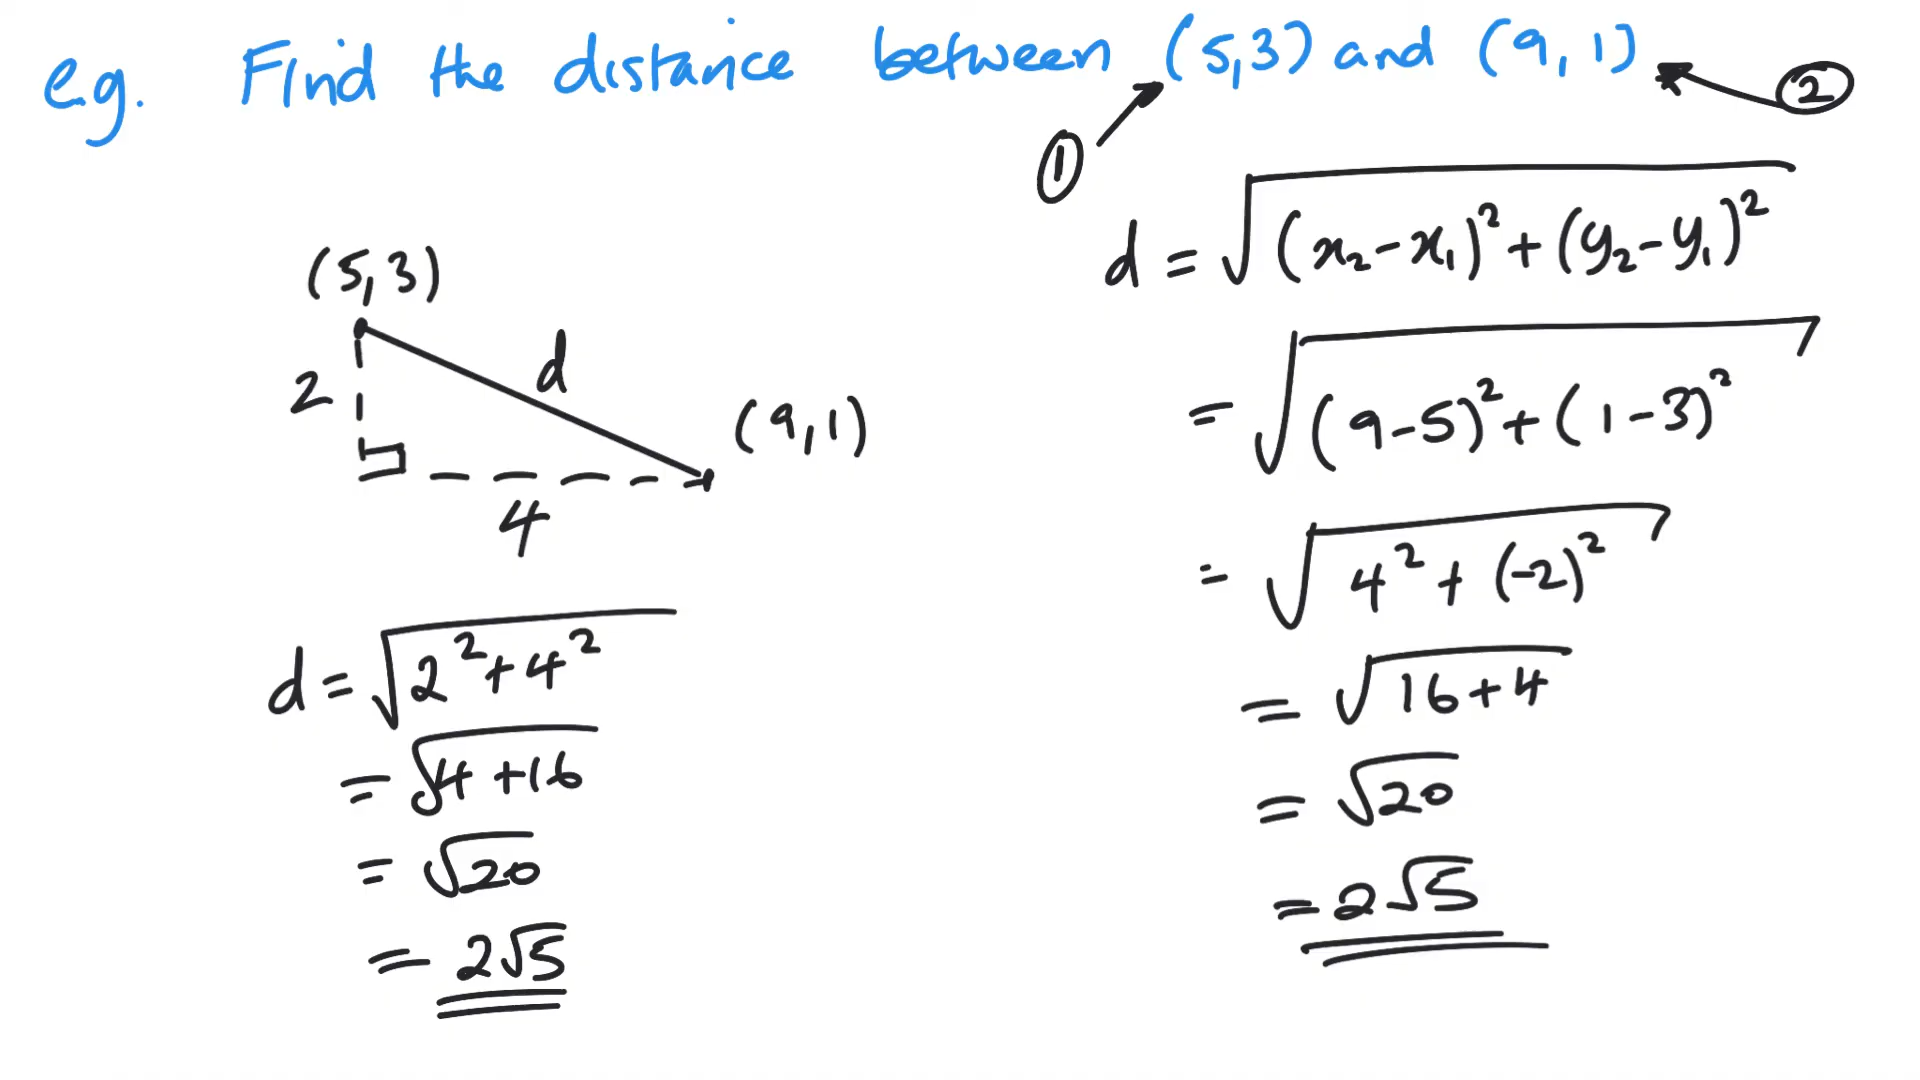 e.g. Find the distance between (5,3) and (9,1)
①
②
(5,3)
2
d
(9,1)
4
d = √(2² + 4²)
= √(4 + 16)
= √20
= 2√5
d = √((x₂ - x₁)² + (y₂ - y₁)²)
= √((9 - 5)² + (1 - 3)²)
= √(4² + (-2)²)
= √(16 + 4)
= √20
= 2√5